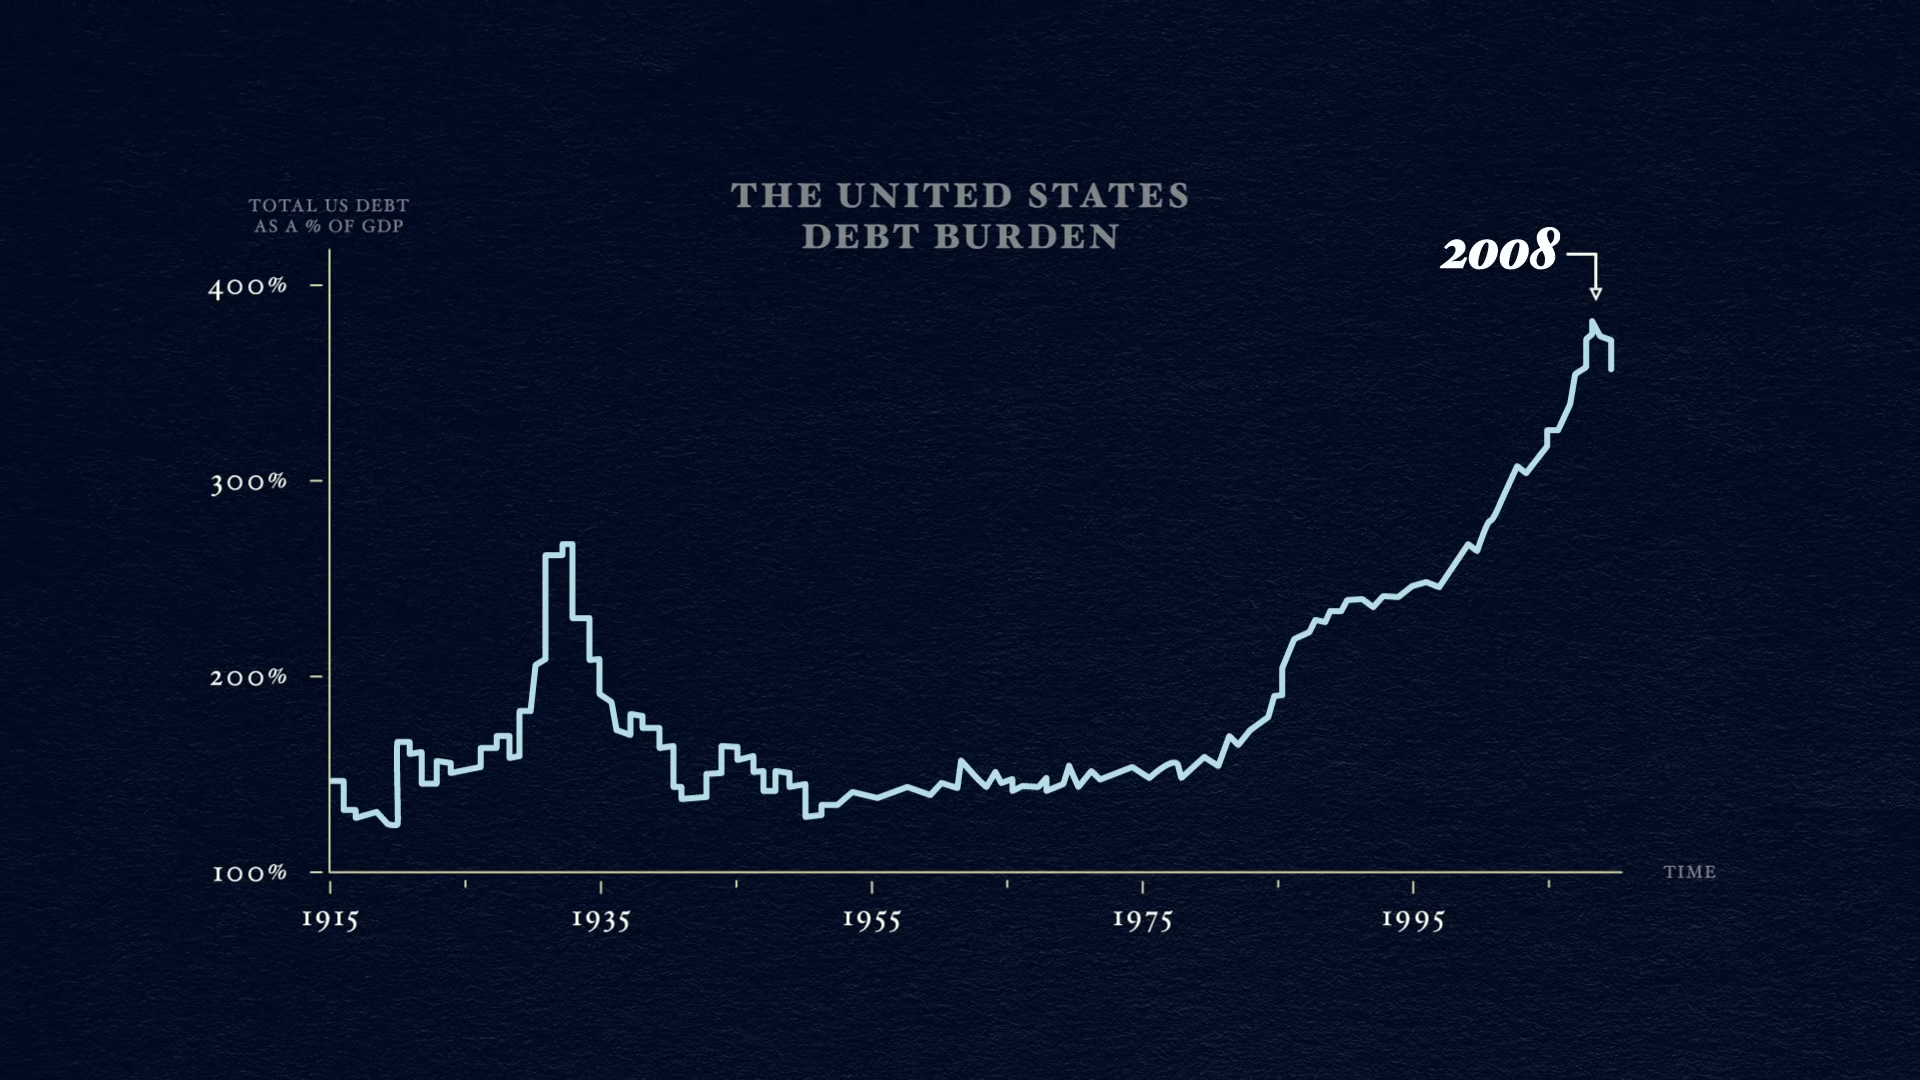 THE UNITED STATES
DEBT BURDEN
TOTAL US DEBT
AS A % OF GDP
2008
400%
300%
200%
100%
TIME
1915
1935
1955
1975
1995